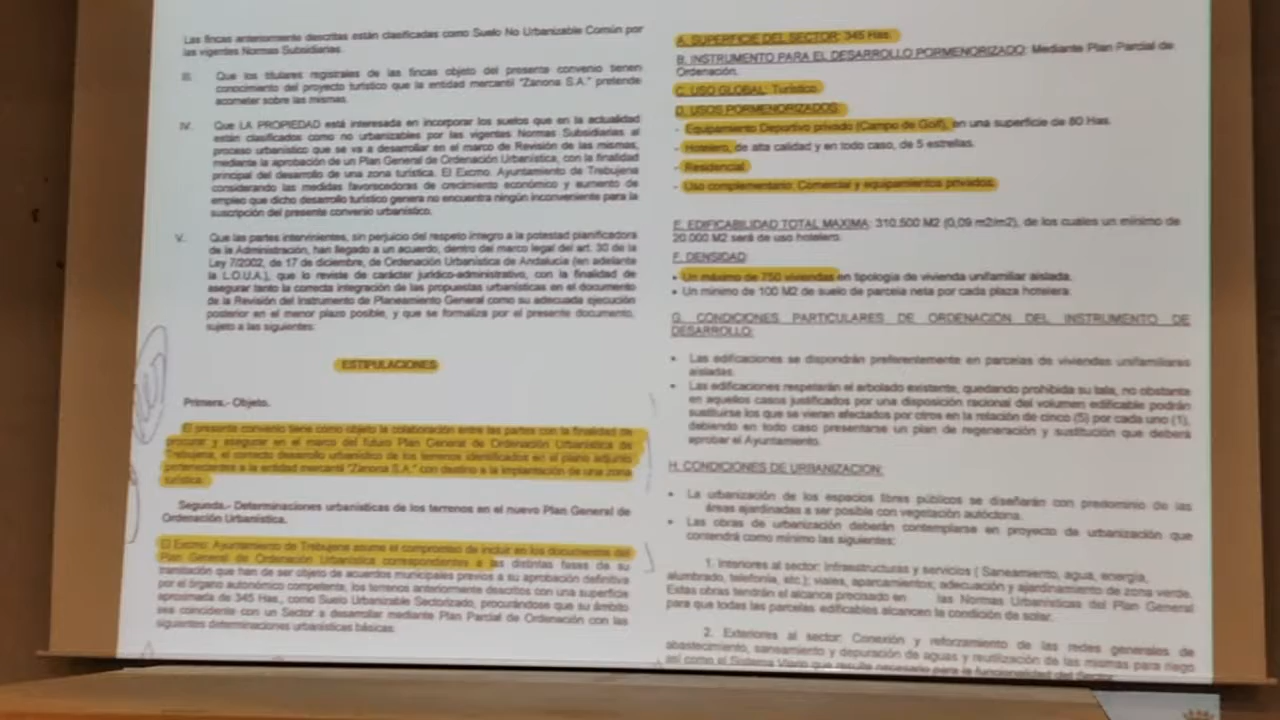 Las fincas anteriormente descritas están clasificadas como Suelo No Urbanizable Común por
las vigentes Normas Subsidiarias.
III. Que los titulares registrales de las fincas objeto del presente convenio tienen
conocimiento del proyecto turístico que la entidad mercantil "Zanona S.A." pretende
acometer sobre las mismas.
IV. Que LA PROPIEDAD está interesada en incorporar los suelos que en la actualidad
están clasificados como no urbanizables por las vigentes Normas Subsidiarias al
proceso urbanístico que se va a desarrollar en el marco de Revisión de las mismas,
mediante la aprobación de un Plan General de Ordenación Urbanística, con la finalidad
principal del desarrollo de una zona turística. El Excmo. Ayuntamiento de Trebujena
considerando las medidas favorecedoras de crecimiento económico y aumento de
empleo que dicho desarrollo turístico genera no encuentra ningún inconveniente para la
suscripción del presente convenio urbanístico.
V. Que las partes intervinientes, sin perjuicio del respeto íntegro a la potestad planificadora
de la Administración, han llegado a un acuerdo, dentro del marco legal del art. 30 de la
Ley 7/2002, de 17 de diciembre, de Ordenación Urbanística de Andalucía (en adelante
la L.O.U.A.), que lo reviste de carácter jurídico-administrativo, con la finalidad de
asegurar tanto la correcta integración de las propuestas urbanísticas en el documento
de la Revisión del Instrumento de Planeamiento General como su adecuada ejecución
posterior en el menor plazo posible, y que se formaliza por el presente documento,
sujeto a las siguientes:
ESTIPULACIONES
Primera.- Objeto.
El presente convenio tiene como objeto la colaboración entre las partes con la finalidad de
procurar y asegurar en el marco del futuro Plan General de Ordenación Urbanística de
Trebujena, el correcto desarrollo urbanístico de los terrenos identificados en el plano adjunto
pertenecientes a la entidad mercantil "Zanona S.A." con destino a la implantación de una zona
turística.
Segunda.- Determinaciones urbanísticas de los terrenos en el nuevo Plan General de
Ordenación Urbanística.
El Excmo. Ayuntamiento de Trebujena asume el compromiso de incluir en los documentos del
Plan General de Ordenación Urbanística correspondientes a las distintas fases de su
tramitación que han de ser objeto de acuerdos municipales previos a su aprobación definitiva
por el órgano autonómico competente, los terrenos anteriormente descritos con una superficie
aproximada de 345 Has., como Suelo Urbanizable Sectorizado, procurándose que su ámbito
sea coincidente con un Sector a desarrollar mediante Plan Parcial de Ordenación con las
siguientes determinaciones urbanísticas básicas:
A. SUPERFICIE DEL SECTOR: 345 Has.
B. INSTRUMENTO PARA EL DESARROLLO PORMENORIZADO: Mediante Plan Parcial de
Ordenación.
C. USO GLOBAL: Turístico
D. USOS PORMENORIZADOS:
- Equipamiento Deportivo privado (Campo de Golf), en una superficie de 80 Has.
- Hotelero, de alta calidad y en todo caso, de 5 estrellas.
- Residencial
- Uso complementario: Comercial y equipamientos privados.
E. EDIFICABILIDAD TOTAL MAXIMA: 310.500 M2 (0,09 m2/m2), de los cuales un mínimo de
20.000 M2 será de uso hotelero.
F. DENSIDAD:
• Un máximo de 750 viviendas en tipología de vivienda unifamiliar aislada.
• Un mínimo de 100 M2 de suelo de parcela neta por cada plaza hotelera.
G. CONDICIONES PARTICULARES DE ORDENACIÓN DEL INSTRUMENTO DE
DESARROLLO:
• Las edificaciones se dispondrán preferentemente en parcelas de viviendas unifamiliares
aisladas.
• Las edificaciones respetarán el arbolado existente, quedando prohibida su tala, no obstante
en aquellos casos justificados por una disposición racional del volumen edificable podrán
sustituirse los que se vieran afectados por otros en la relación de cinco (5) por cada uno (1),
debiendo en todo caso presentarse un plan de regeneración y sustitución que deberá
aprobar el Ayuntamiento.
H. CONDICIONES DE URBANIZACION:
• La urbanización de los espacios libres públicos se diseñarán con predominio de las
áreas ajardinadas a ser posible con vegetación autóctona.
• Las obras de urbanización deberán contemplarse en proyecto de urbanización que
contendrá como mínimo las siguientes:
1. Interiores al sector: infraestructuras y servicios ( Saneamiento, agua, energía,
alumbrado, telefonía, etc.); viales, aparcamientos; adecuación y ajardinamiento de zona verde.
Estas obras tendrán el alcance precisado en las Normas Urbanísticas del Plan General
para que todas las parcelas edificables alcancen la condición de solar.
2. Exteriores al sector: Conexión y reforzamiento de las redes generales de
abastecimiento, saneamiento y depuración de aguas y reutilización de las mismas para riego
así como el Sistema Viario que resulte necesario para la funcionalidad del Sector.